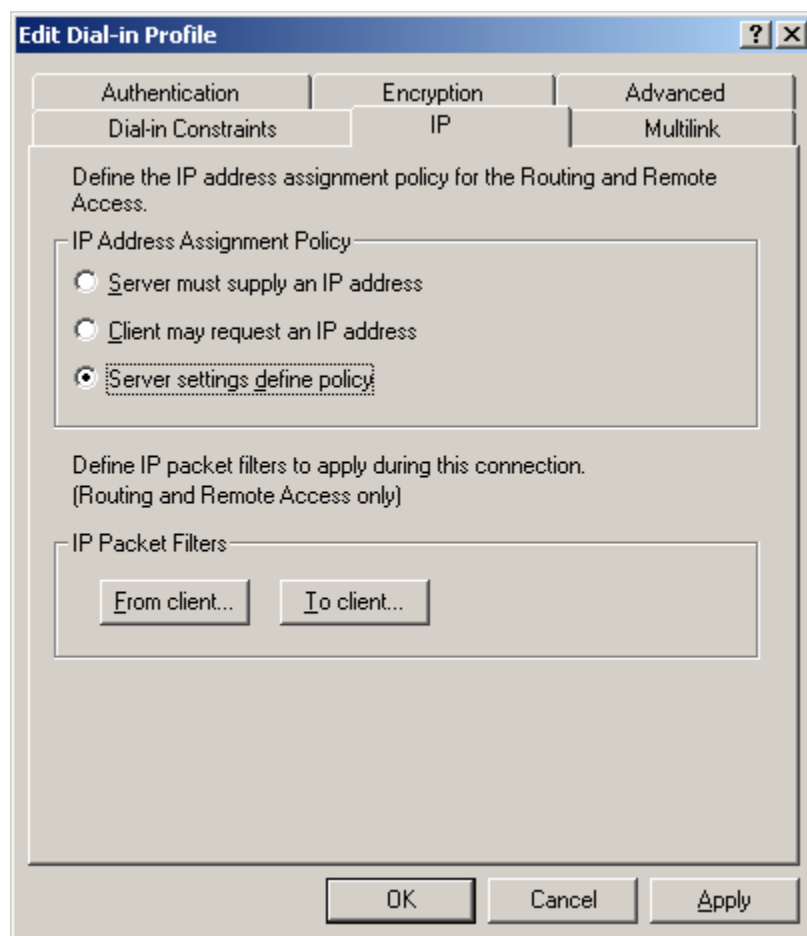 Edit Dial-in Profile
Authentication Encryption Advanced
Dial-in Constraints IP Multilink
Define the IP address assignment policy for the Routing and Remote
Access.
IP Address Assignment Policy
Server must supply an IP address
Client may request an IP address
Server settings define policy
Define IP packet filters to apply during this connection.
(Routing and Remote Access only)
IP Packet Filters
From client... To client...
OK Cancel Apply